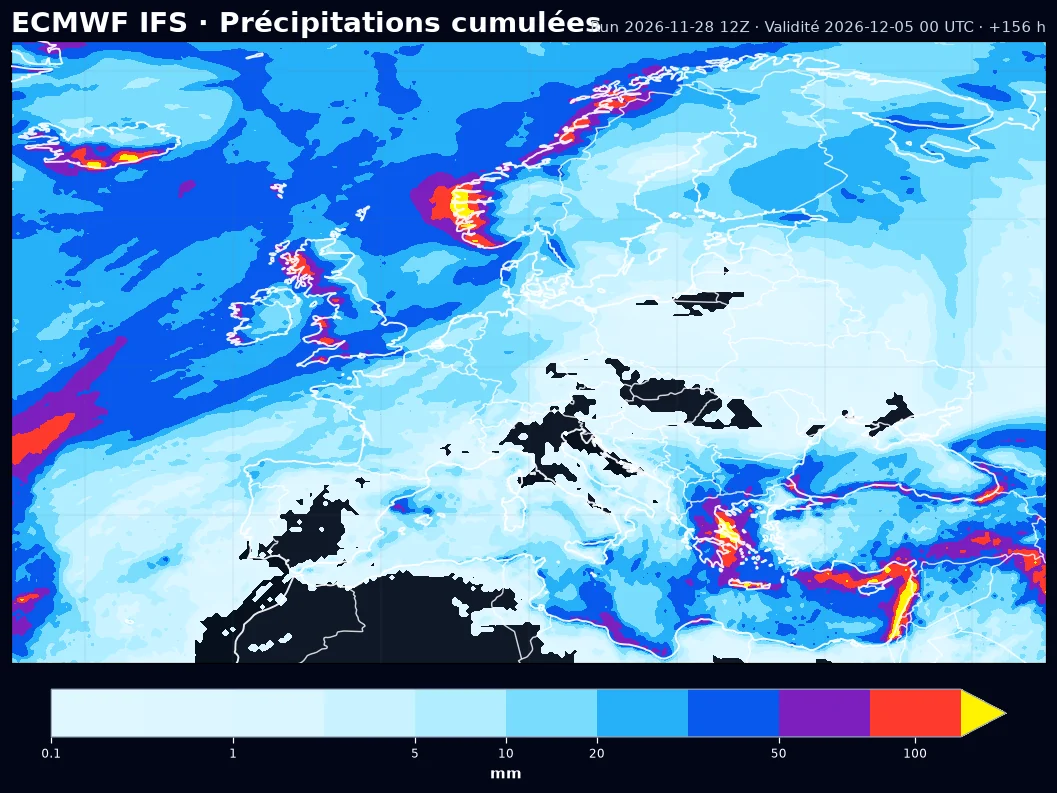 ECMWF IFS · Précipitations cumulées
Run 2026-11-28 12Z · Validité 2026-12-05 00 UTC · +156 h
0.1 1 5 10 20 50 100
mm